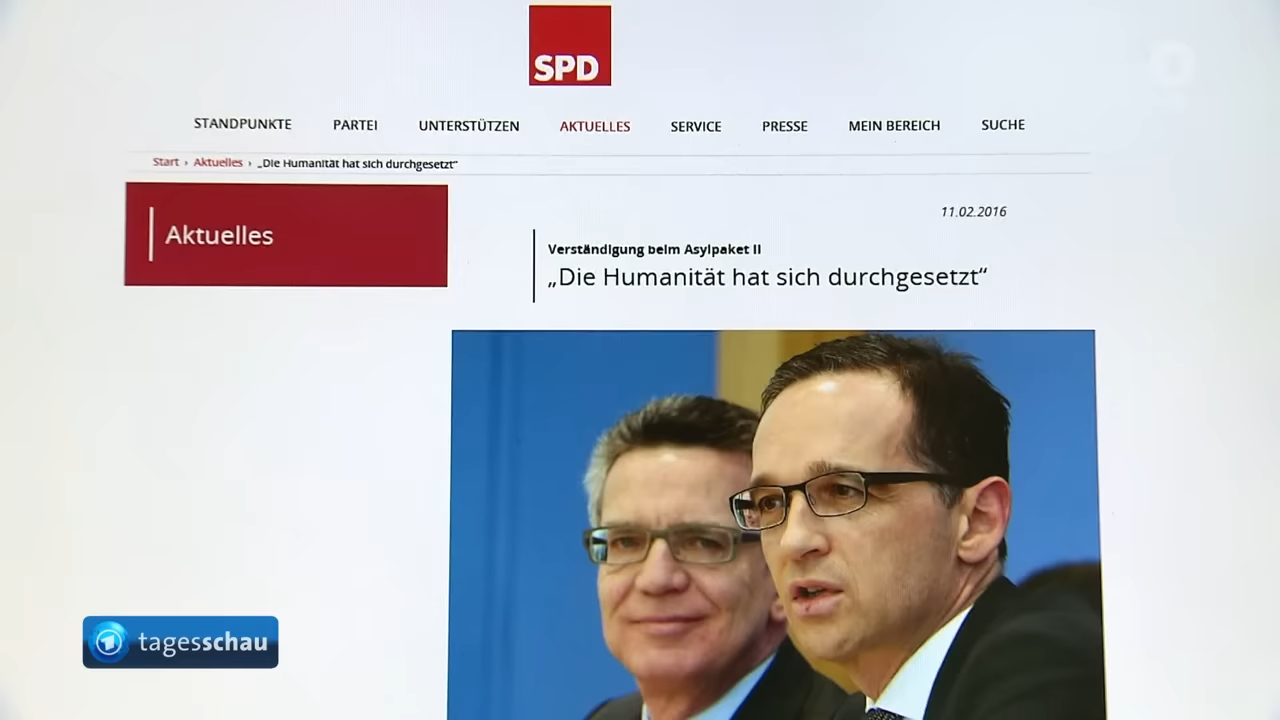 SPD
STANDPUNKTE PARTEI UNTERSTÜTZEN AKTUELLES SERVICE PRESSE MEIN BEREICH SUCHE
Start › Aktuelles › „Die Humanität hat sich durchgesetzt“
Aktuelles
11.02.2016
Verständigung beim Asylpaket II
„Die Humanität hat sich durchgesetzt“
1 tagesschau